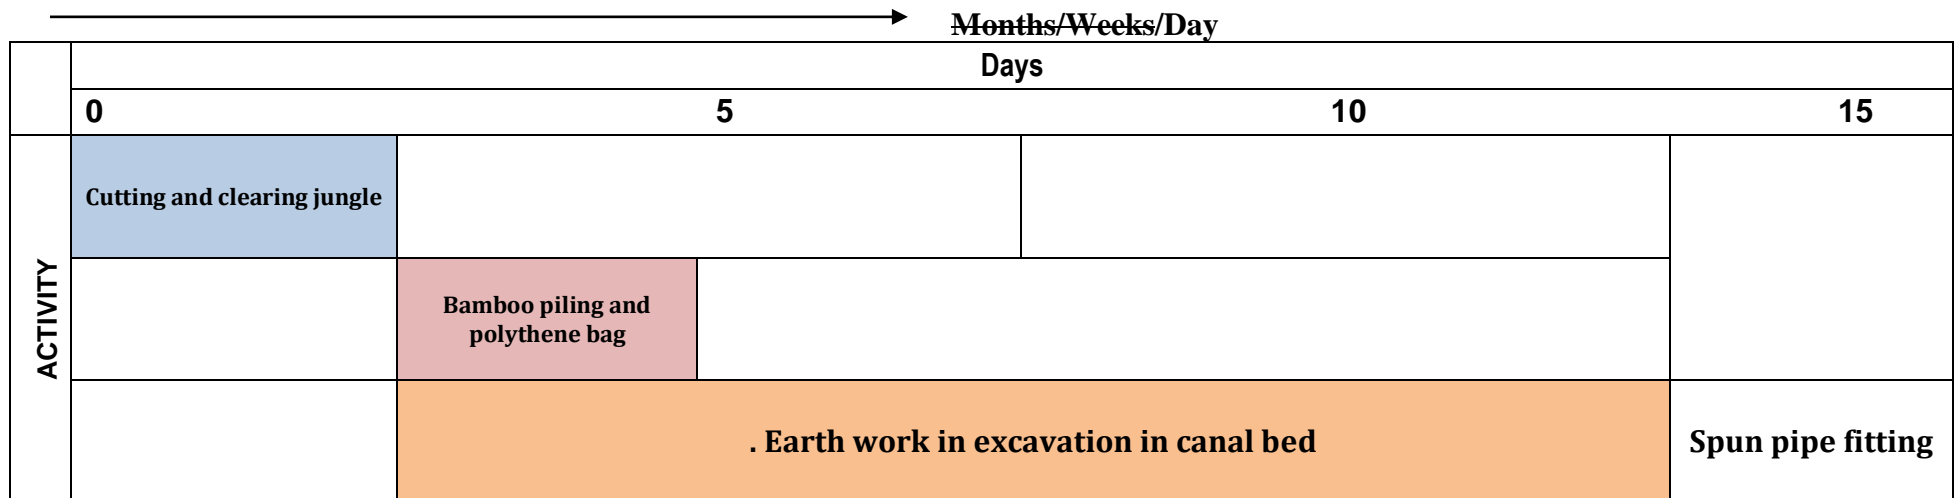 Months/Weeks/Day
Days
0 5 10 15
ACTIVITY
Cutting and clearing jungle
Bamboo piling and
polythene bag
. Earth work in excavation in canal bed
Spun pipe fitting